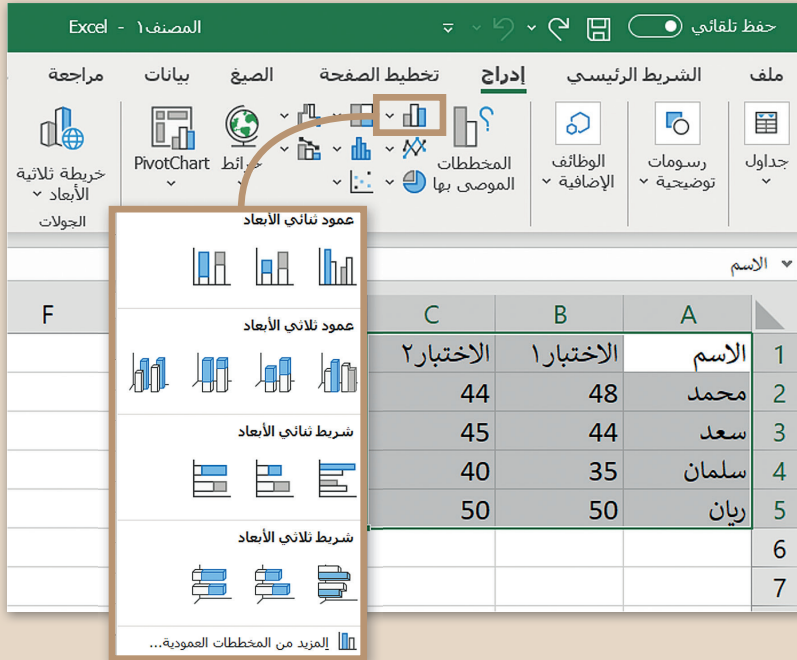 حفظ تلقائي
المصنف١ - Excel
ملف
الشريط الرئيسي
إدراج
تخطيط الصفحة
الصيغ
بيانات
مراجعة
جداول
رسومات
توضيحية
الوظائف
الإضافية
المخططات
الموصى بها
خرائط
PivotChart
خريطة ثلاثية
الأبعاد
الجولات
الاسم
عمود ثنائي الأبعاد
عمود ثلاثي الأبعاد
شريط ثنائي الأبعاد
شريط ثلاثي الأبعاد
المزيد من المخططات العمودية...
A B C F
1 الاسم الاختبار١ الاختبار٢
2 محمد 48 44
3 سعد 44 45
4 سلمان 35 40
5 ريان 50 50
6
7